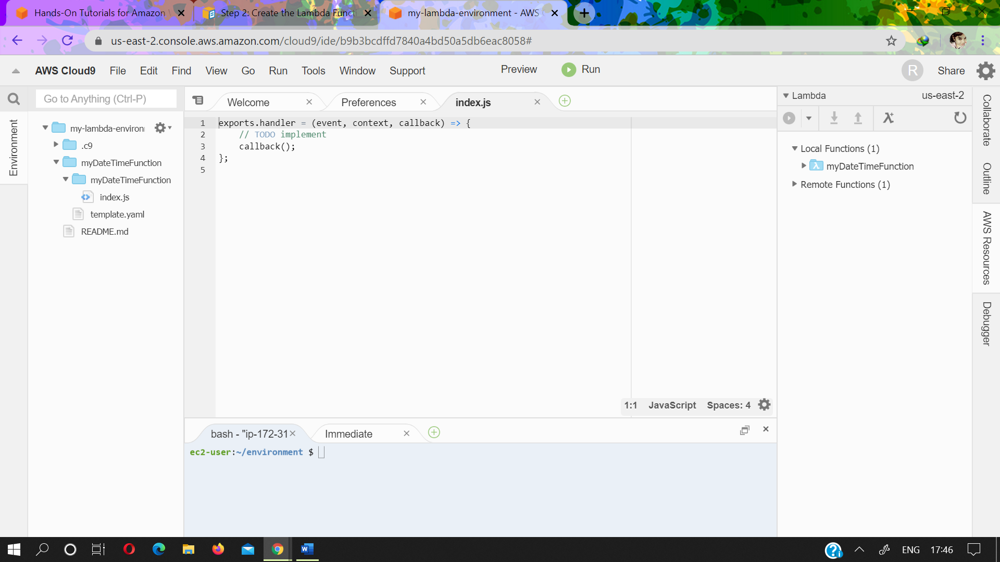 Hands-On Tutorials for Amazon
Step 2: Create the Lambda Funct
my-lambda-environment - AWS
us-east-2.console.aws.amazon.com/cloud9/ide/b9b3bcdffd7840a4bd50a5db6eac8058#
AWS Cloud9 File Edit Find View Go Run Tools Window Support Preview Run R Share
Go to Anything (Ctrl-P)
Welcome Preferences index.js
Lambda us-east-2
Environment
my-lambda-environ
.c9
myDateTimeFunction
myDateTimeFunction
index.js
template.yaml
README.md
1 exports.handler = (event, context, callback) => {
2 // TODO implement
3 callback();
4 };
5
1:1 JavaScript Spaces: 4
bash - "ip-172-31 Immediate
ec2-user:~/environment $
Local Functions (1)
myDateTimeFunction
Remote Functions (1)
Collaborate
Outline
AWS Resources
Debugger
ENG 17:46